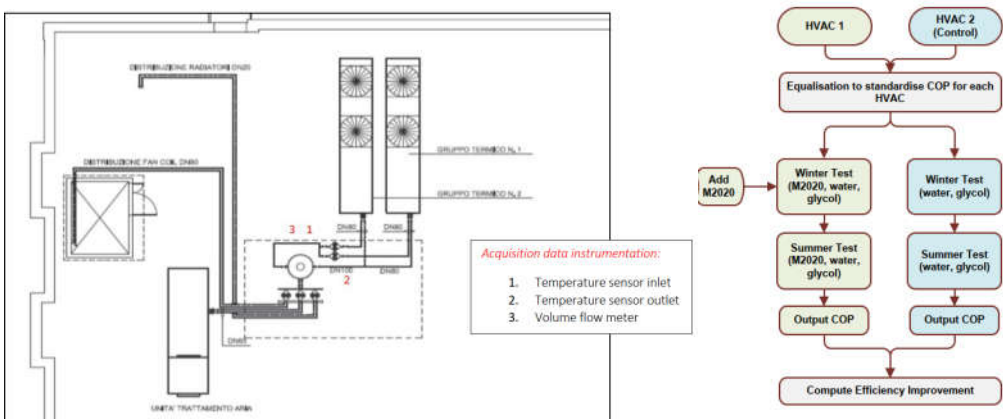 DISTRIBUZIONE RADIATORI DN20
DISTRIBUZIONE FAN COIL DN80
GRUPPO TERMICO N.1
GRUPPO TERMICO N.2
DN80
DN80
3 1
DN100
DN80
2
DN65
UNITA' TRATTAMENTO ARIA
Acquisition data instrumentation:
1. Temperature sensor inlet
2. Temperature sensor outlet
3. Volume flow meter
HVAC 1
HVAC 2
(Control)
Equalisation to standardise COP for each
HVAC
Add
M2020
Winter Test
(M2020, water,
glycol)
Winter Test
(water, glycol)
Summer Test
(M2020, water,
glycol)
Summer Test
(water, glycol)
Output COP
Output COP
Compute Efficiency Improvement